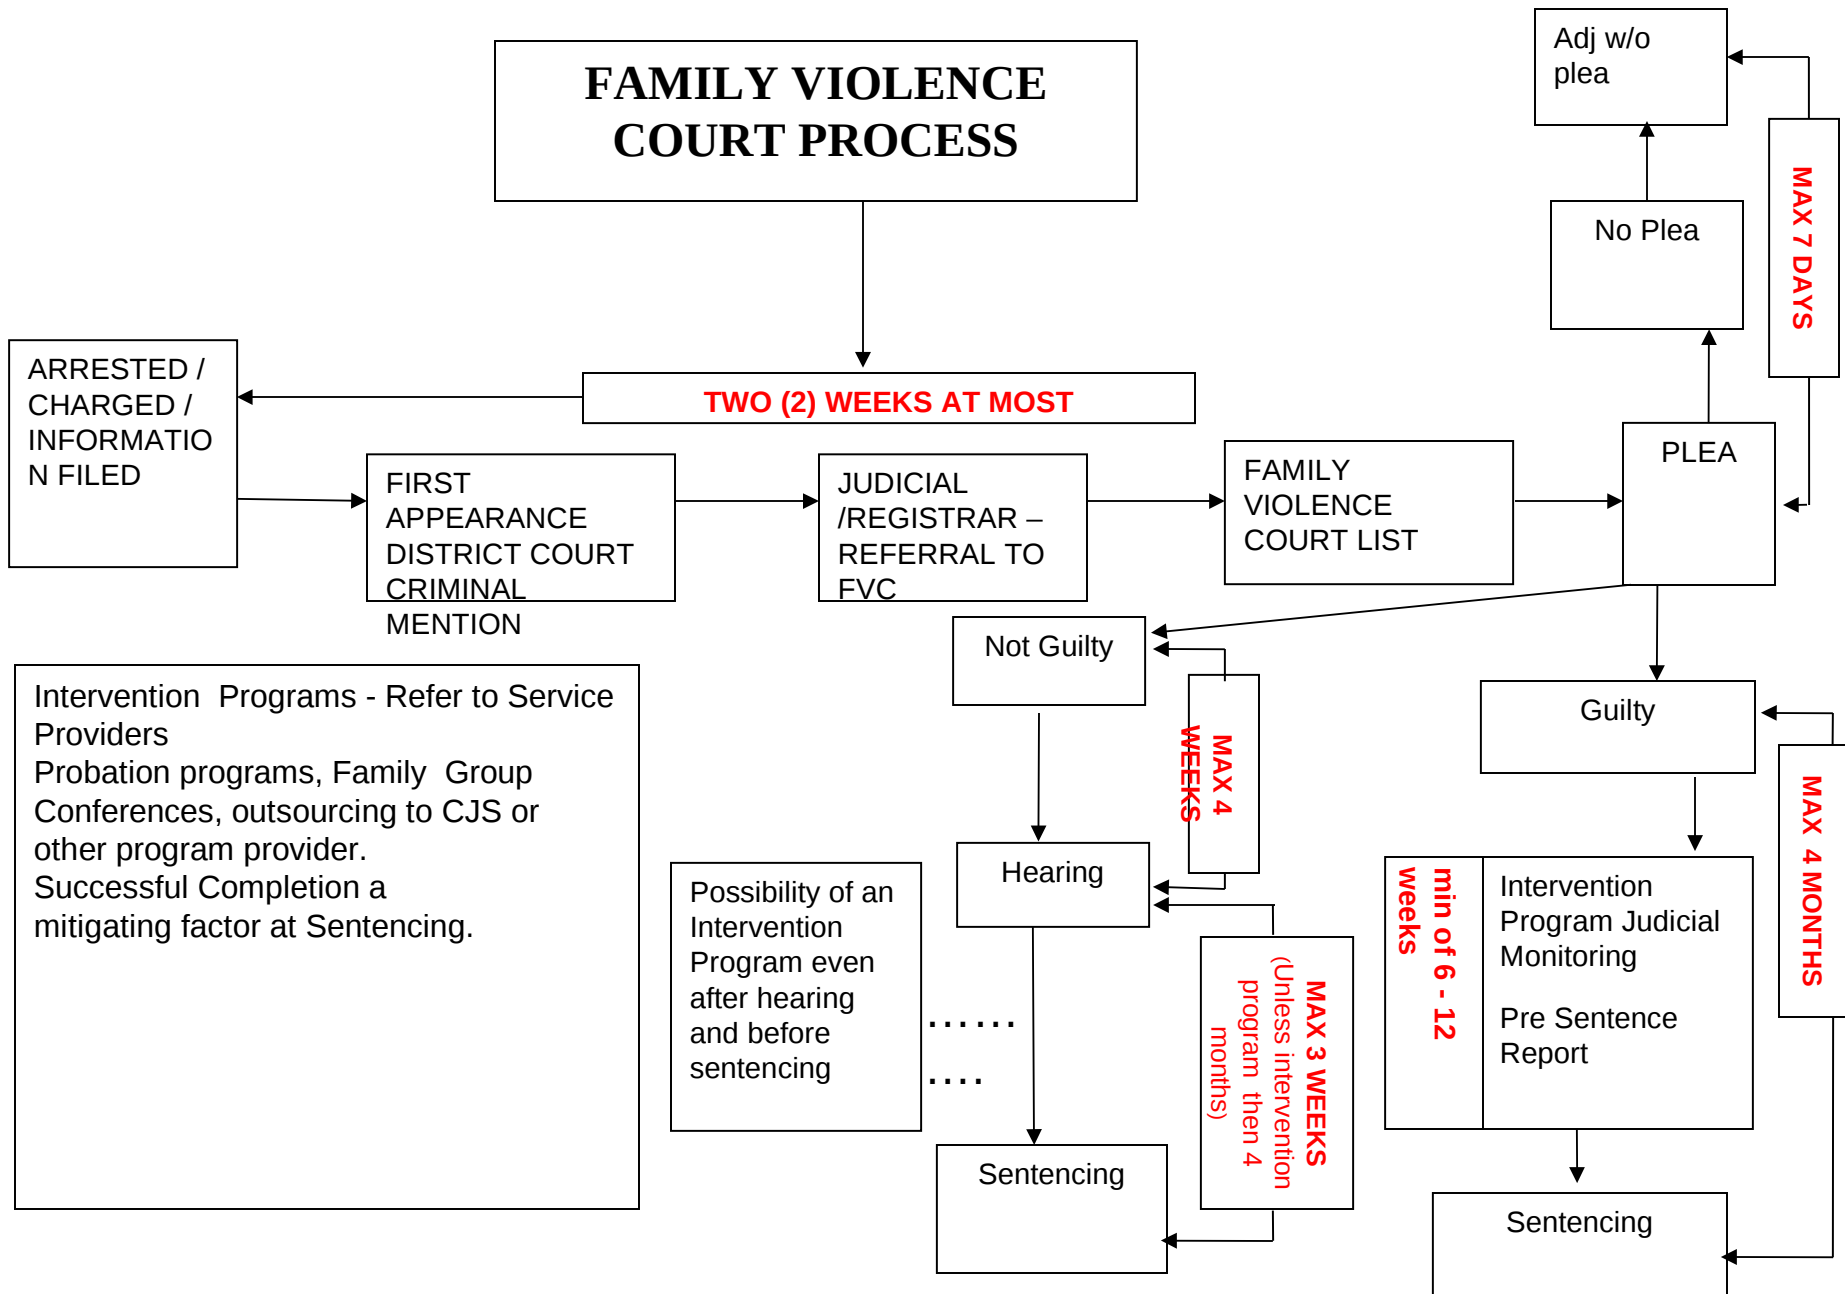 FAMILY VIOLENCE
COURT PROCESS
Adj w/o
plea
MAX 7 DAYS
No Plea
ARRESTED /
CHARGED /
INFORMATIO
N FILED
TWO (2) WEEKS AT MOST
FIRST
APPEARANCE
DISTRICT COURT
CRIMINAL
MENTION
JUDICIAL
/REGISTRAR –
REFERRAL TO
FVC
FAMILY
VIOLENCE
COURT LIST
PLEA
Not Guilty
MAX 4
WEEKS
Guilty
MAX 4 MONTHS
Intervention Programs - Refer to Service
Providers
Probation programs, Family Group
Conferences, outsourcing to CJS or
other program provider.
Successful Completion a
mitigating factor at Sentencing.
Hearing
Possibility of an
Intervention
Program even
after hearing
and before
sentencing
……
….
MAX 3 WEEKS
(Unless intervention
program then 4
months)
min of 6 - 12
weeks
Intervention
Program Judicial
Monitoring
Pre Sentence
Report
Sentencing
Sentencing